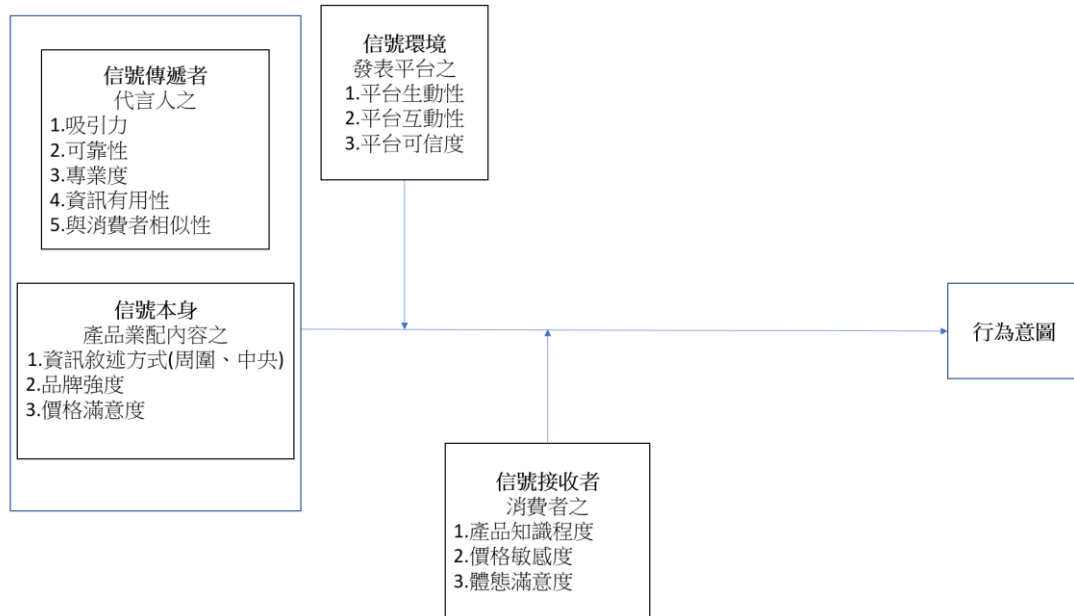 信號傳遞者
代言人之
1.吸引力
2.可靠性
3.專業度
4.資訊有用性
5.與消費者相似性
信號本身
產品業配內容之
1.資訊敘述方式(周圍、中央)
2.品牌強度
3.價格滿意度
信號環境
發表平台之
1.平台生動性
2.平台互動性
3.平台可信度
信號接收者
消費者之
1.產品知識程度
2.價格敏感度
3.體態滿意度
行為意圖